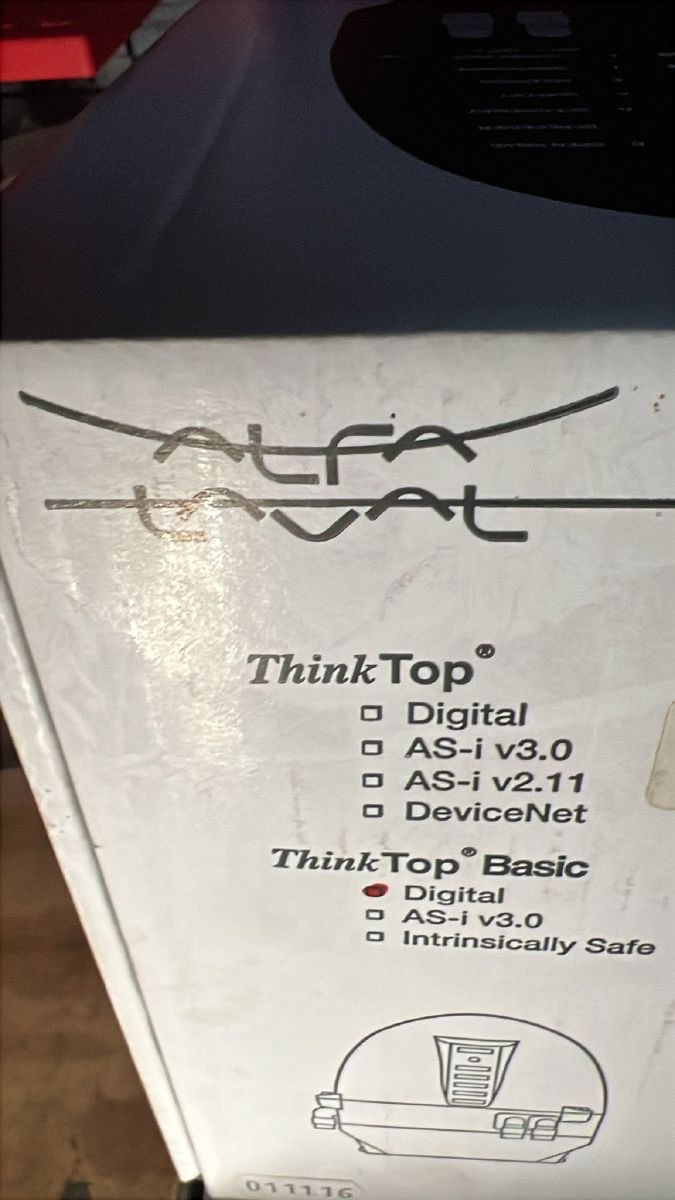 ALFA
LAVAL
ThinkTop®
Digital
AS-i v3.0
AS-i v2.11
DeviceNet
ThinkTop® Basic
Digital
AS-i v3.0
Intrinsically Safe
011116